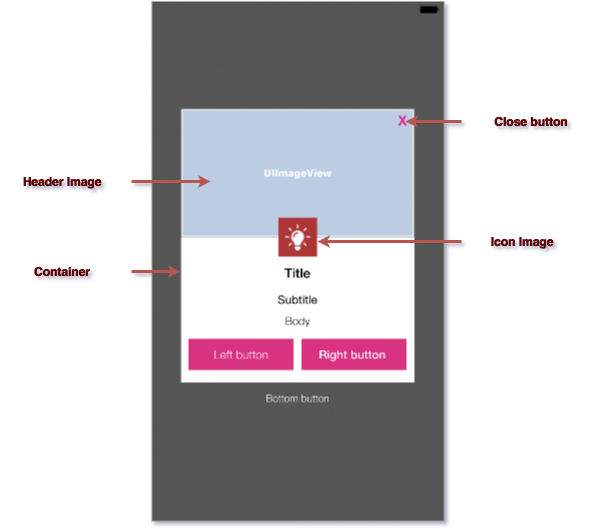 X
Close button
UIImageView
Header Image
Icon Image
Container
Title
Subtitle
Body
Left button
Right button
Bottom button